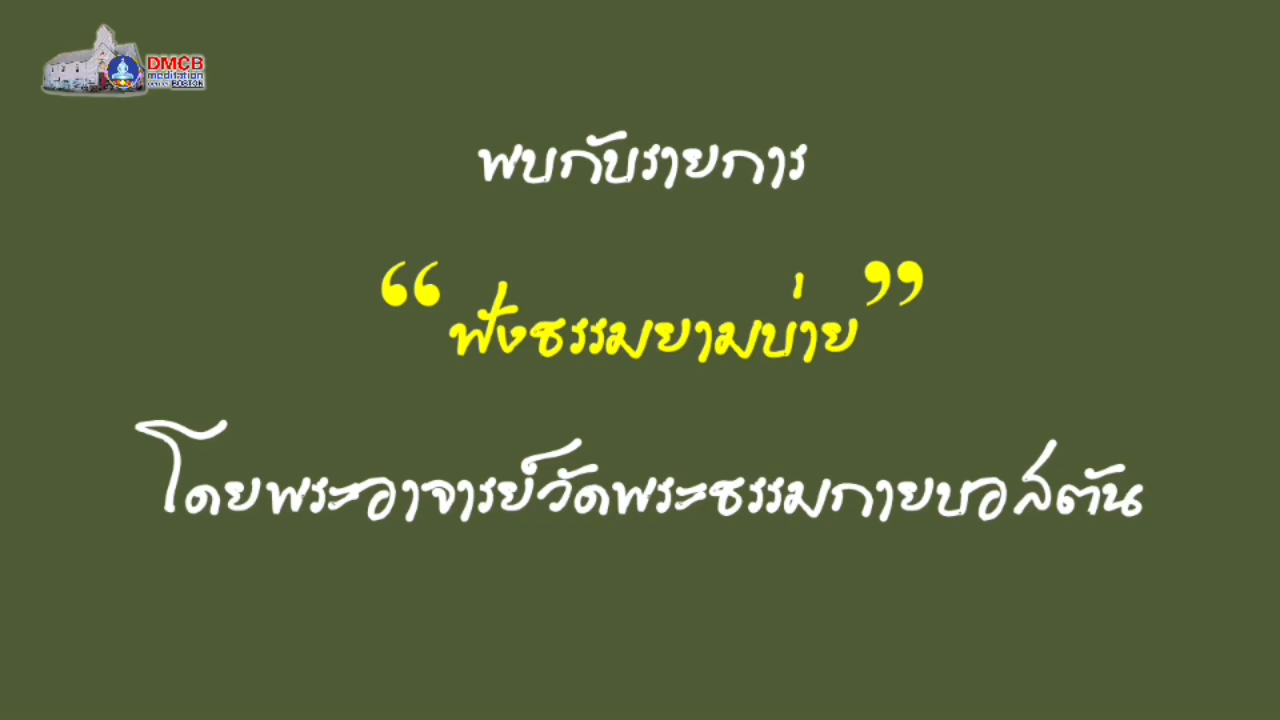 DMCB
meditation
center BOSTON
พบกับรายการ
“ฟังธรรมยามบ่าย”
โดยพระอาจารย์วัดพระธรรมกายบอสตัน